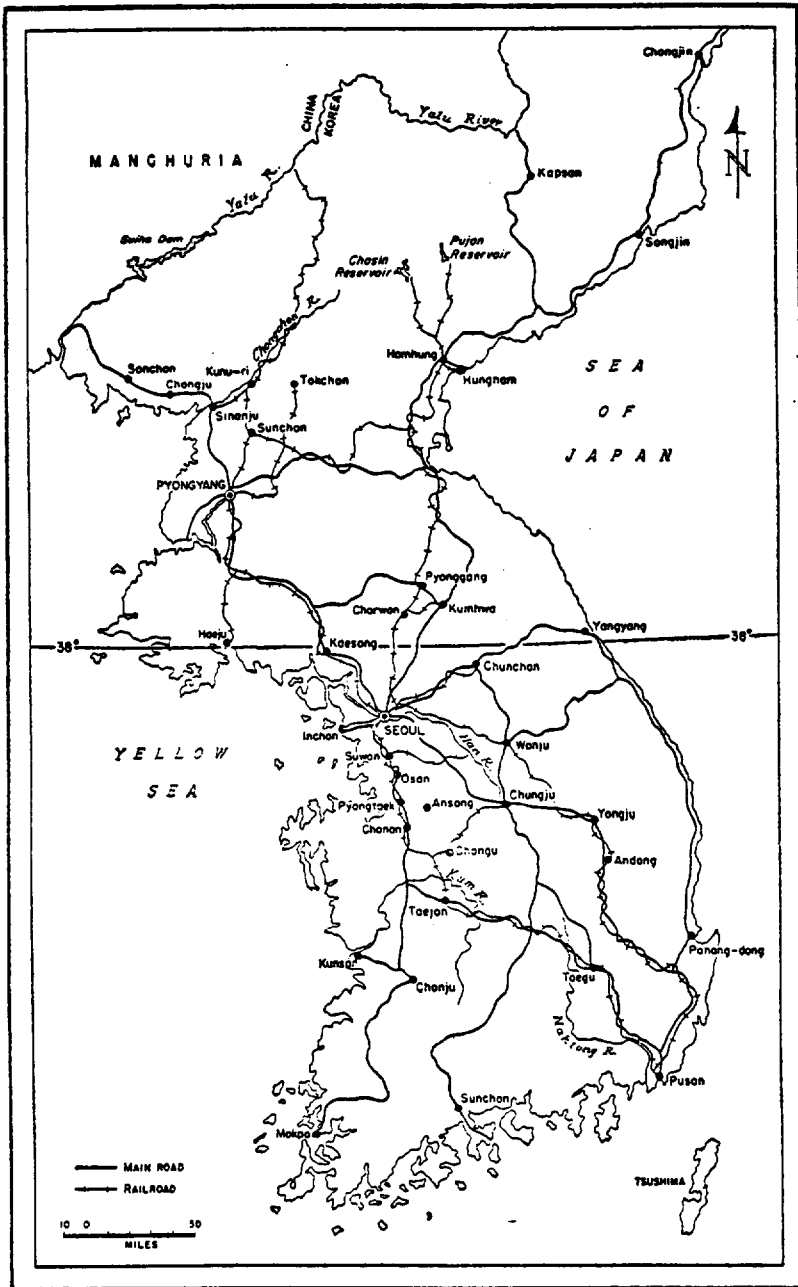 Chongjin
CHINA
KOREA
Yalu River
N
MANGHURIA
Kapsan
Yalu R.
Suiho Dam
Songjin
Pujon
Reservoir
Chosin
Reservoir
Chongchon R.
Hamhung
Hungnam
SEA
OF
JAPAN
Sonchon
Chongju
Kunu-ri
Tokchon
Sinanju
Sunchon
PYONGYANG
Pyonggang
Chorwon
Kumhwa
Yangyang
38°
Haeju
Kaesong
38°
Chunchon
Inchon
SEOUL
Han R.
Wonju
YELLOW
SEA
Suwon
Osan
Pyongtaek
Ansong
Chungju
Yongju
Chonan
Chongu
Andong
Kum R.
Taejon
Kunsan
Chonju
Taegu
Panang-dong
Naktong R.
Pusan
Sunchon
Mokpo
MAIN ROAD
RAILROAD
TSUSHIMA
10 0 50
MILES